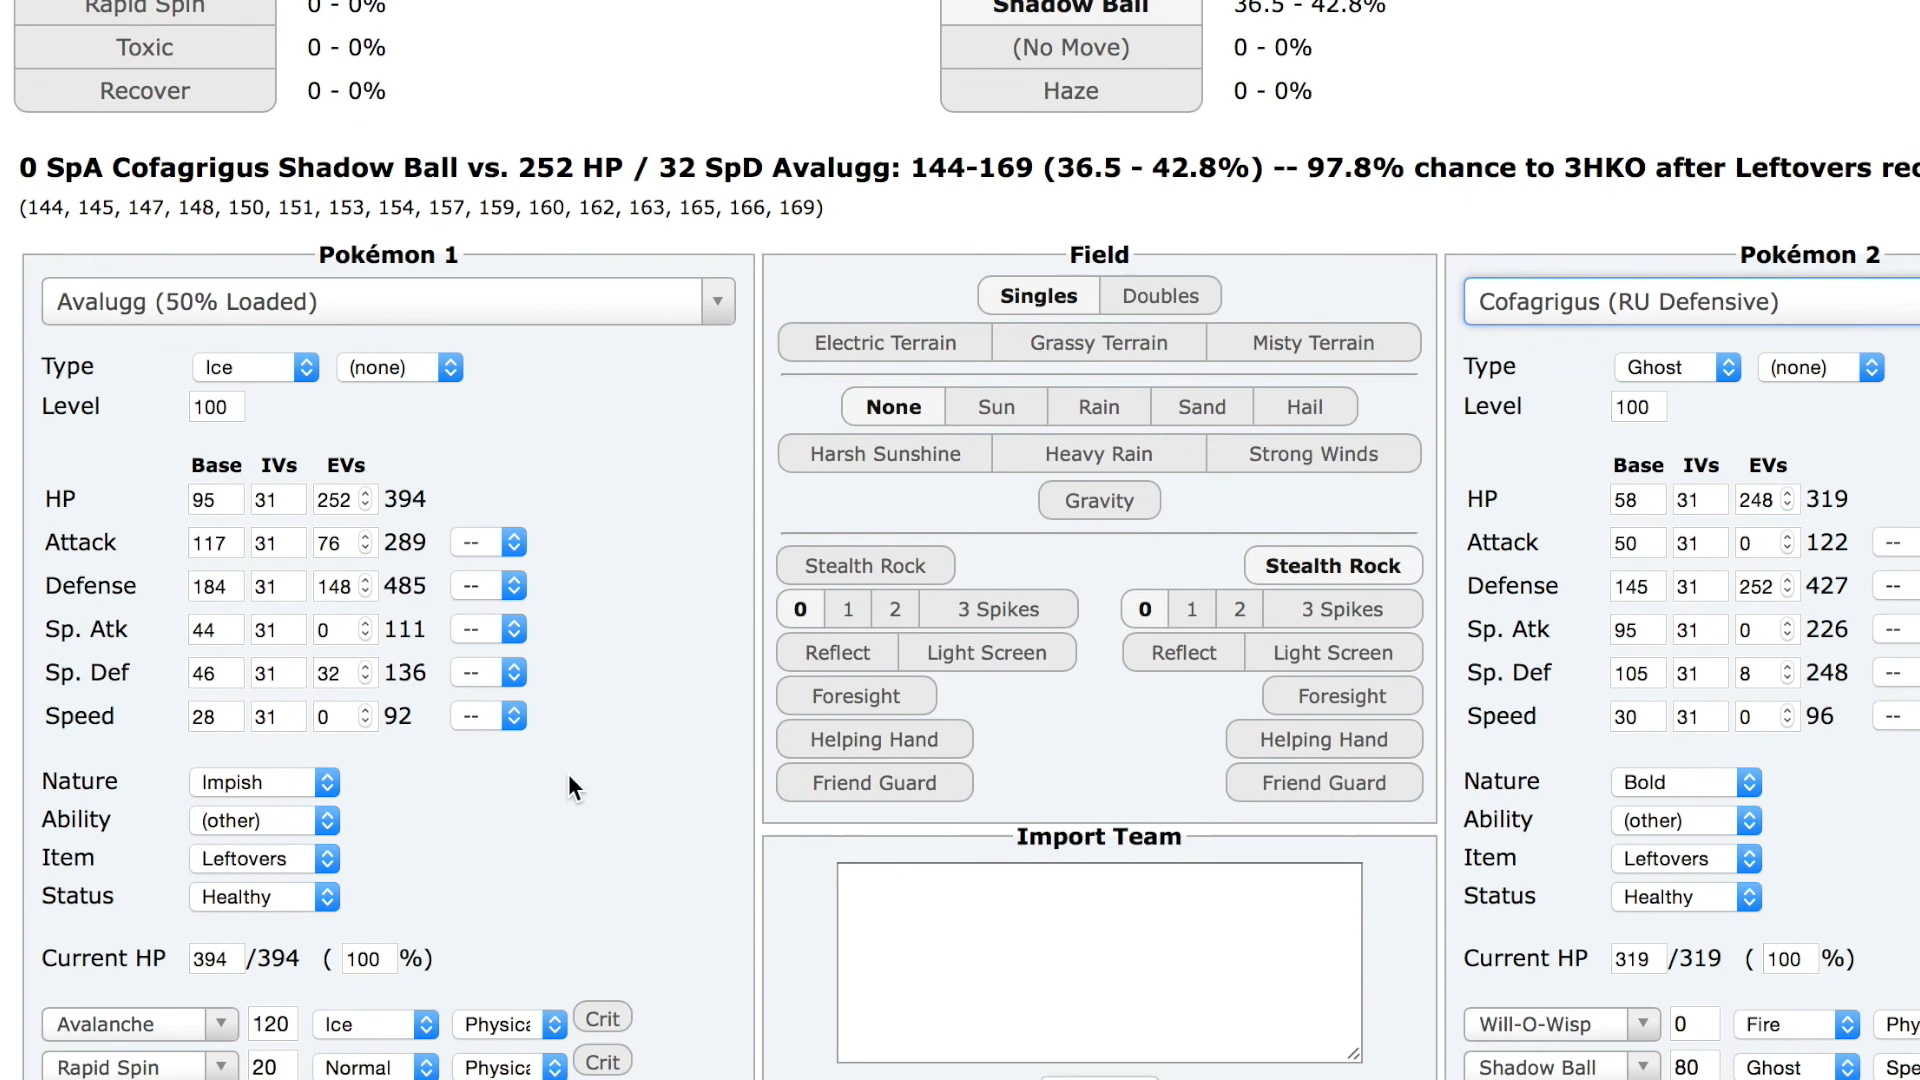 Rapid Spin 0 - 0% Shadow Ball 36.5 - 42.8%
Toxic 0 - 0% (No Move) 0 - 0%
Recover 0 - 0% Haze 0 - 0%
0 SpA Cofagrigus Shadow Ball vs. 252 HP / 32 SpD Avalugg: 144-169 (36.5 - 42.8%) -- 97.8% chance to 3HKO after Leftovers rec
(144, 145, 147, 148, 150, 151, 153, 154, 157, 159, 160, 162, 163, 165, 166, 169)
Pokémon 1
Avalugg (50% Loaded)
Type Ice (none)
Level 100
Base IVs EVs
HP 95 31 252 394
Attack 117 31 76 289 --
Defense 184 31 148 485 --
Sp. Atk 44 31 0 111 --
Sp. Def 46 31 32 136 --
Speed 28 31 0 92 --
Nature Impish
Ability (other)
Item Leftovers
Status Healthy
Current HP 394 /394 ( 100 %)
Avalanche 120 Ice Physica Crit
Rapid Spin 20 Normal Physica Crit
Field
Singles Doubles
Electric Terrain Grassy Terrain Misty Terrain
None Sun Rain Sand Hail
Harsh Sunshine Heavy Rain Strong Winds
Gravity
Stealth Rock Stealth Rock
0 1 2 3 Spikes 0 1 2 3 Spikes
Reflect Light Screen Reflect Light Screen
Foresight Foresight
Helping Hand Helping Hand
Friend Guard Friend Guard
Import Team
Pokémon 2
Cofagrigus (RU Defensive)
Type Ghost (none)
Level 100
Base IVs EVs
HP 58 31 248 319
Attack 50 31 0 122 --
Defense 145 31 252 427 --
Sp. Atk 95 31 0 226 --
Sp. Def 105 31 8 248 --
Speed 30 31 0 96 --
Nature Bold
Ability (other)
Item Leftovers
Status Healthy
Current HP 319 /319 ( 100 %)
Will-O-Wisp 0 Fire Phy
Shadow Ball 80 Ghost Spe